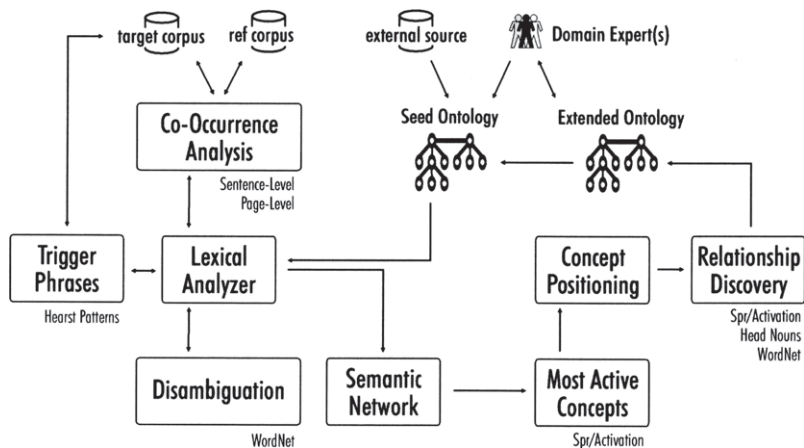 target corpus
ref corpus
external source
Domain Expert(s)
Co-Occurrence
Analysis
Sentence-Level
Page-Level
Seed Ontology
Extended Ontology
Trigger
Phrases
Hearst Patterns
Lexical
Analyzer
Concept
Positioning
Relationship
Discovery
Spr/Activation
Head Nouns
WordNet
Disambiguation
WordNet
Semantic
Network
Most Active
Concepts
Spr/Activation